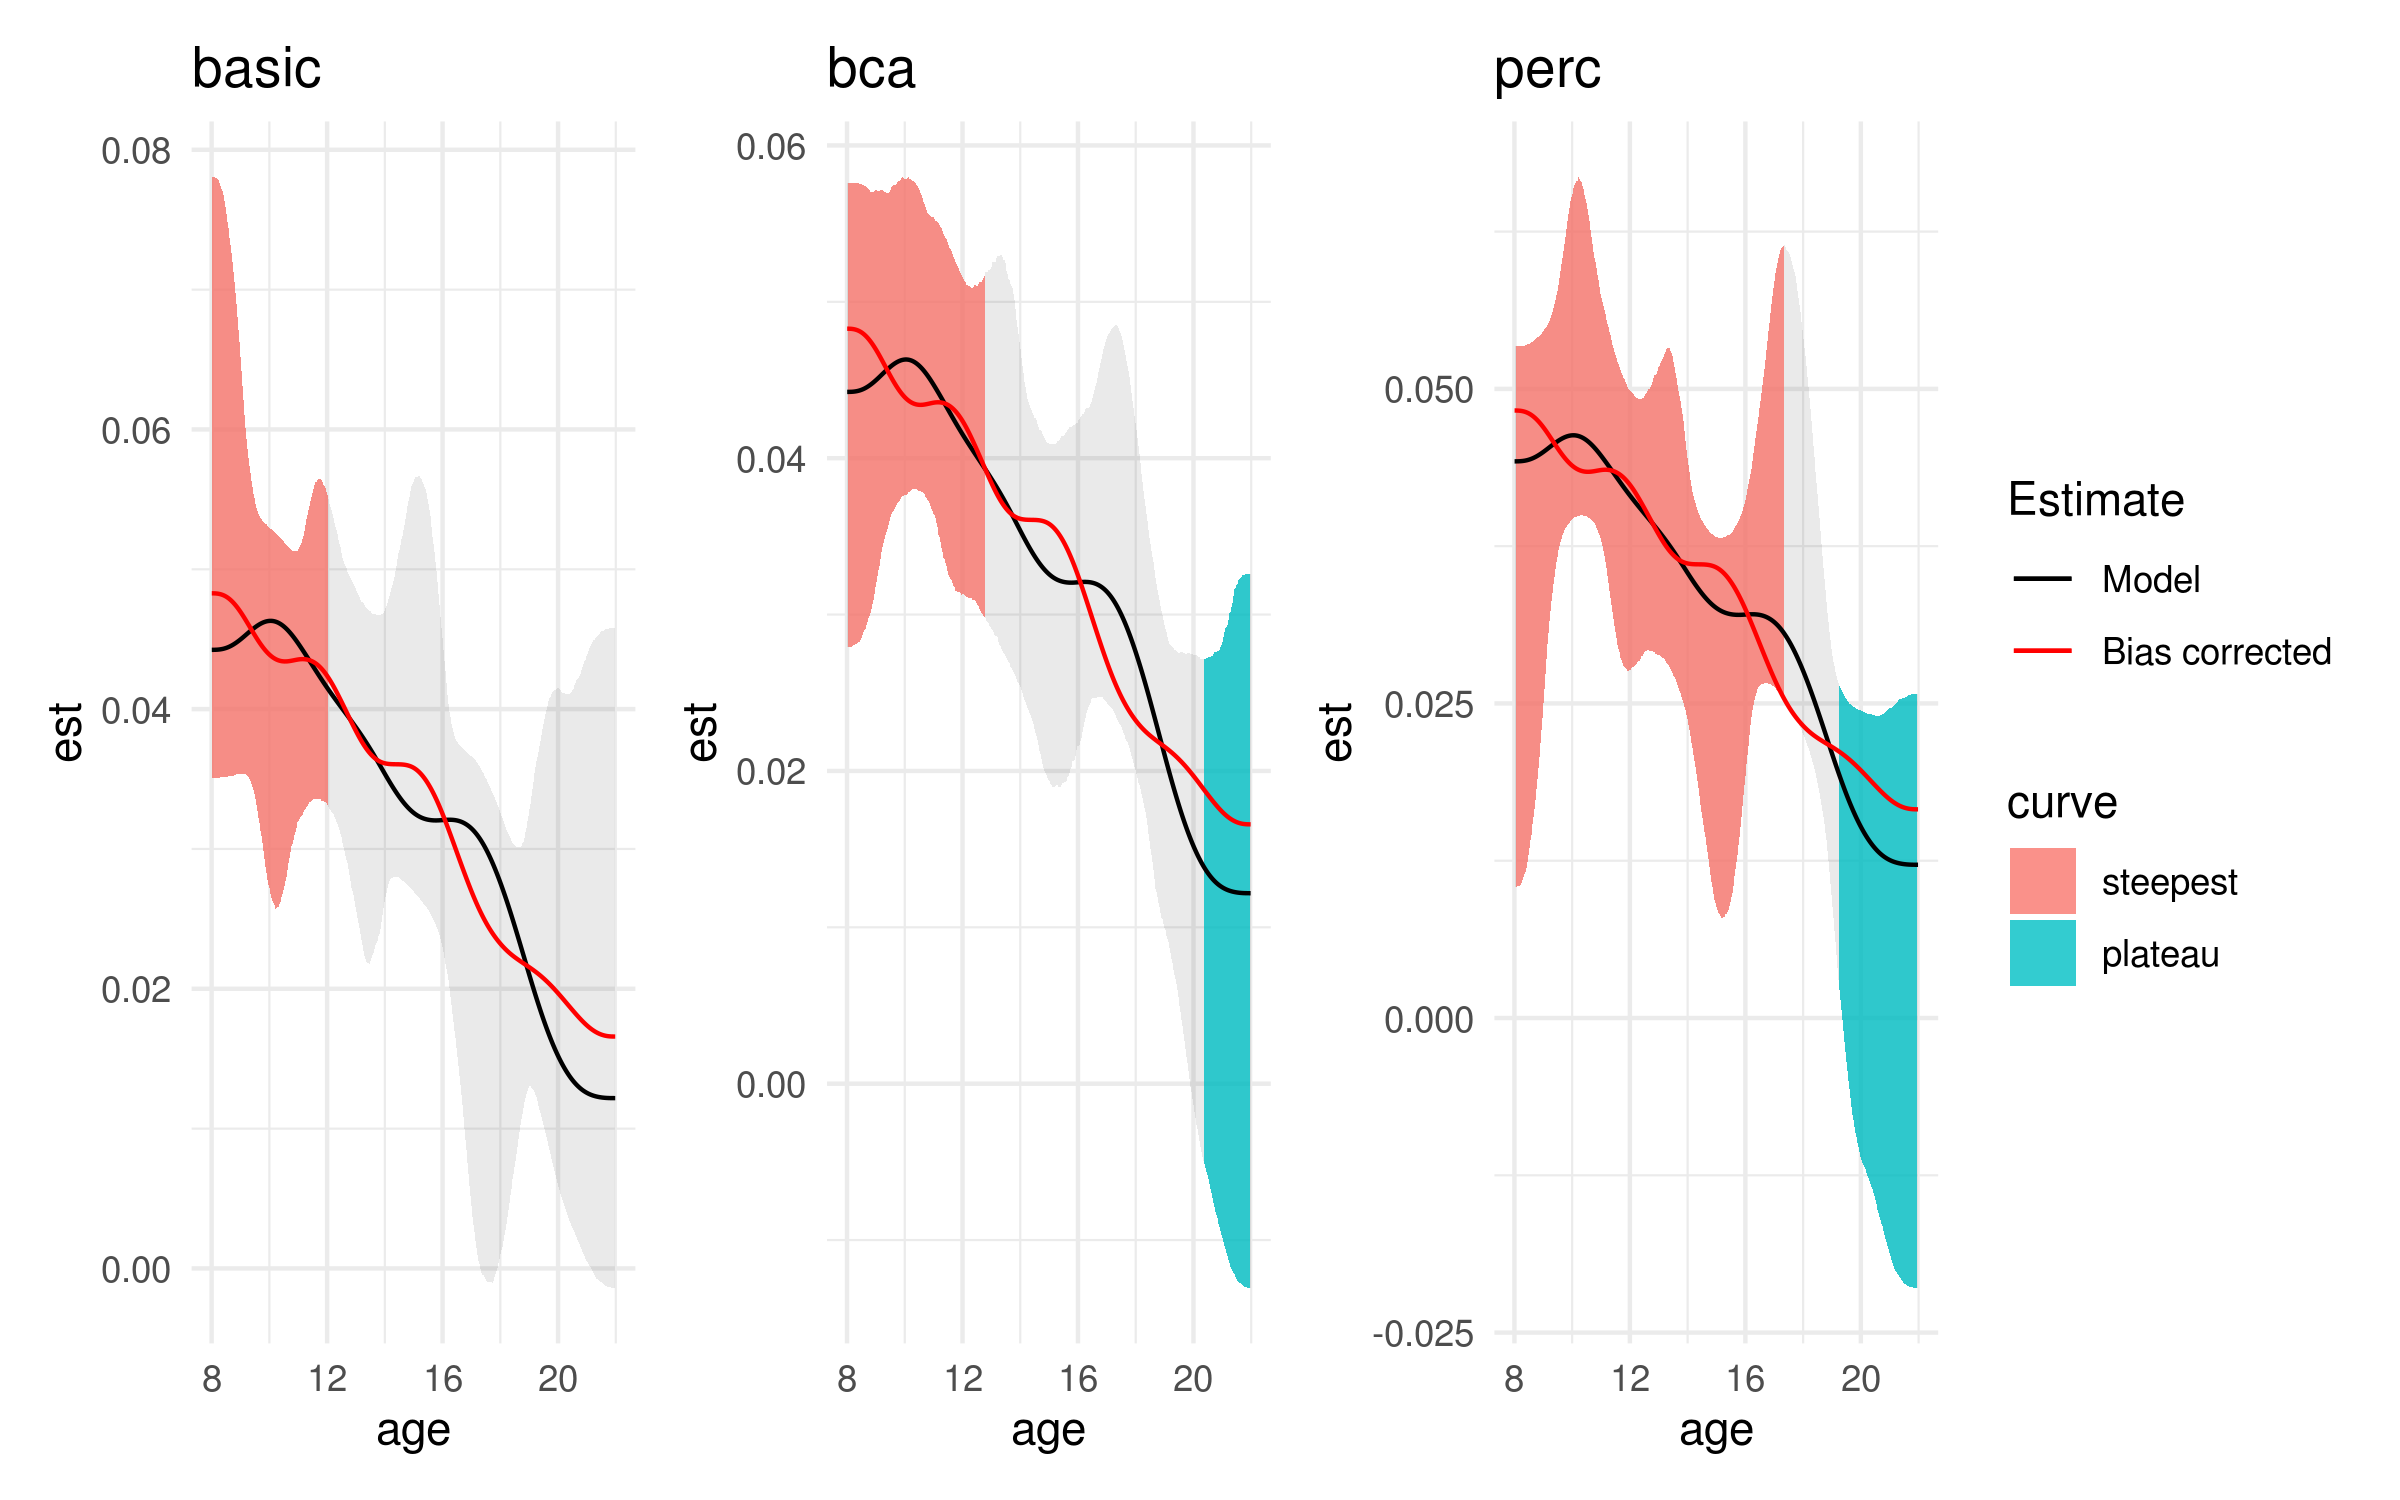 basic
0.08
0.06
0.04
0.02
0.00
est
8 12 16 20
age
bca
0.06
0.04
0.02
0.00
est
8 12 16 20
age
perc
0.050
0.025
0.000
-0.025
est
8 12 16 20
age
Estimate
Model
Bias corrected
curve
steepest
plateau